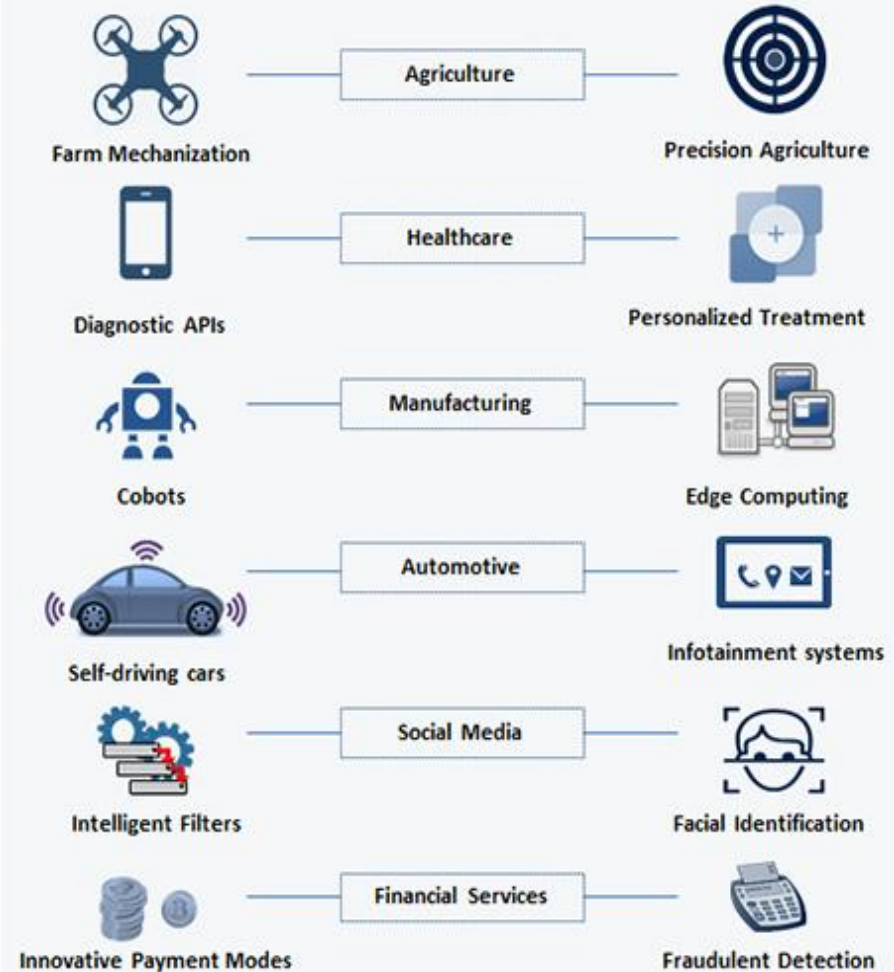 Agriculture
Farm Mechanization
Precision Agriculture
Healthcare
Diagnostic APIs
Personalized Treatment
Manufacturing
Cobots
Edge Computing
Automotive
Self-driving cars
Infotainment systems
Social Media
Intelligent Filters
Facial Identification
Financial Services
Innovative Payment Modes
Fraudulent Detection